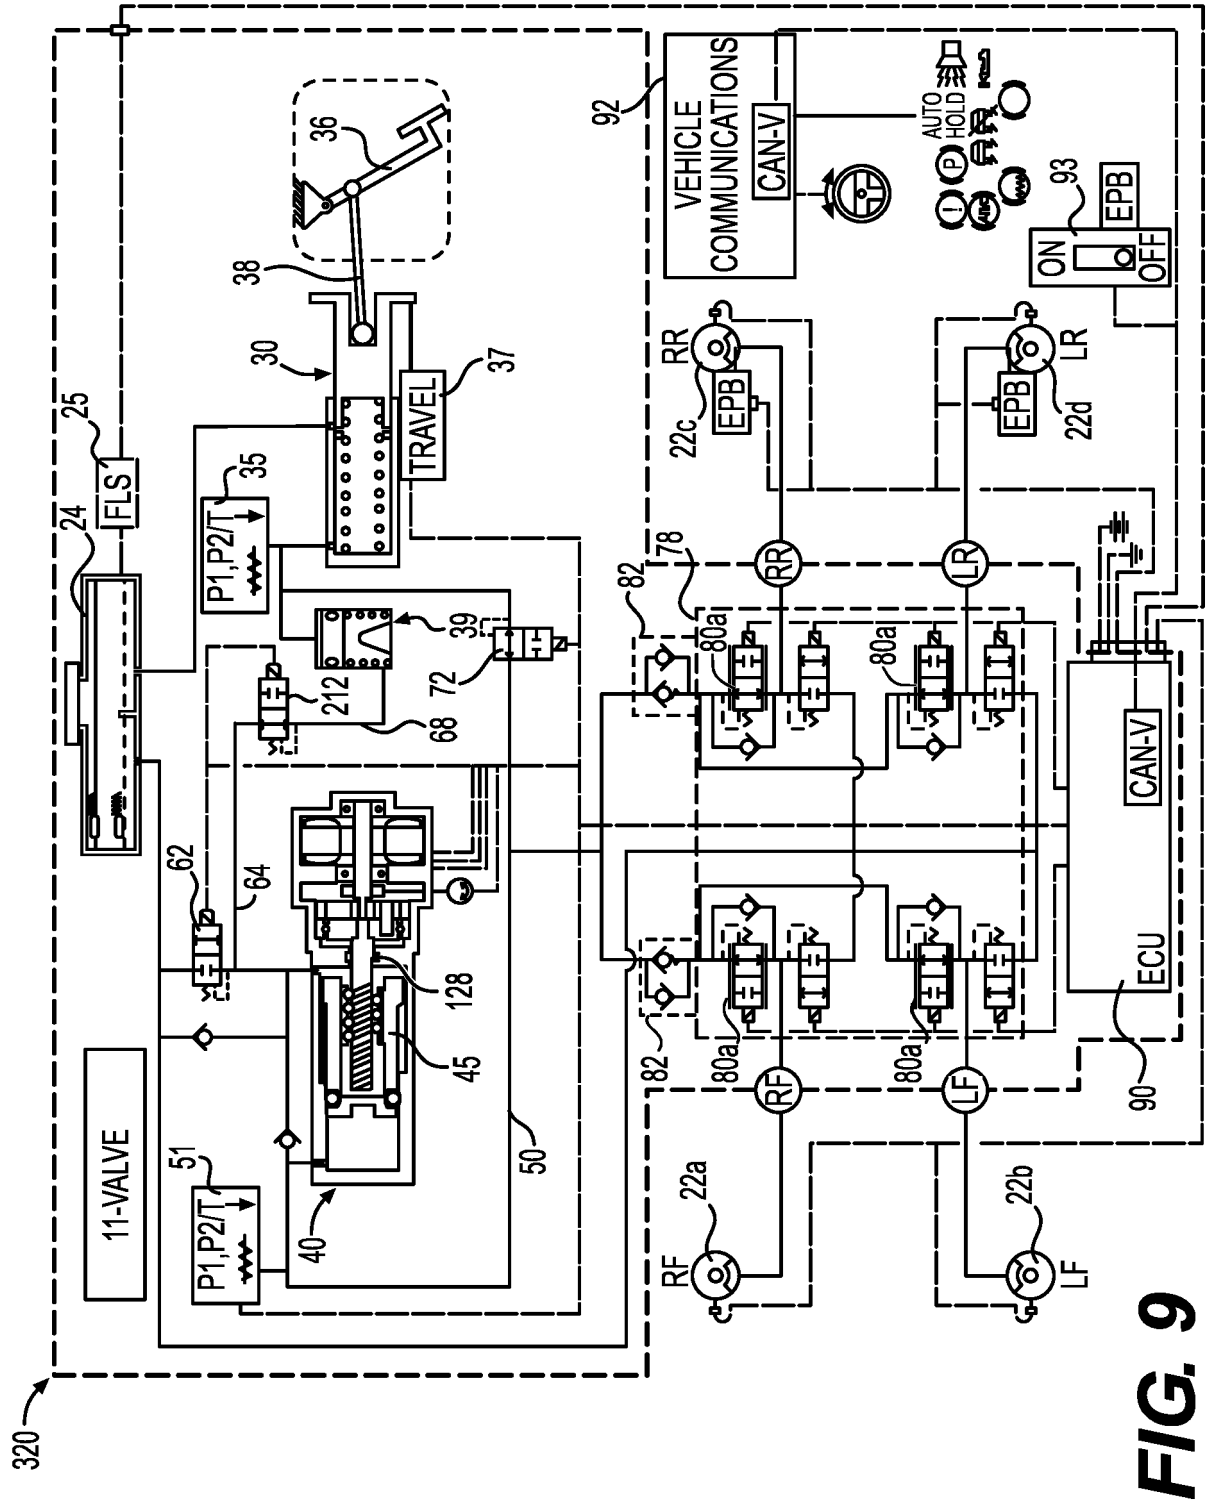 320
11-VALVE
24
25
FLS
51
P1, P2/T
35
P1, P2/T
62
64
212
68
39
72
30
38
36
TRAVEL
37
40
45
128
50
82
82
78
80a
80a
80a
80a
RF
LF
RR
LR
RF
22a
22b
LF
RR
22c
EPB
EPB
22d
LR
92
VEHICLE
COMMUNICATIONS
CAN-V
AUTO
HOLD
P
!
93
ON
OFF
EPB
CAN-V
ECU
90
FIG. 9